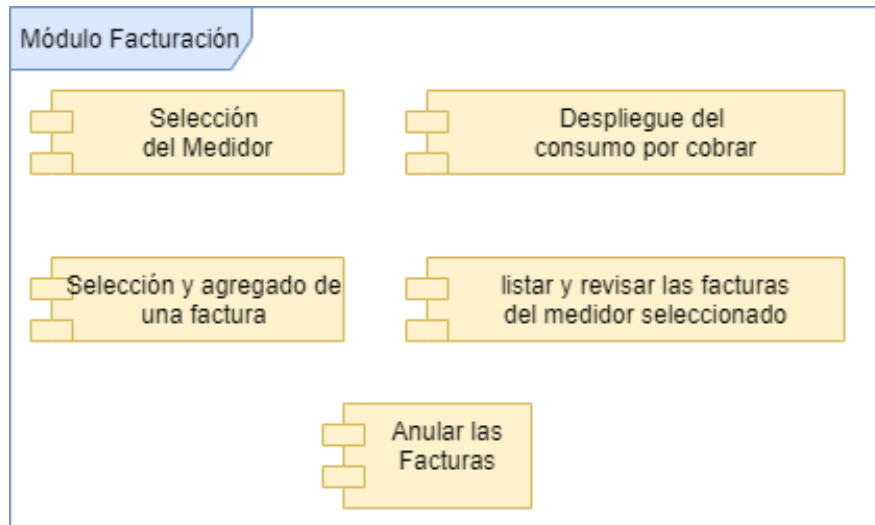 Módulo Facturación
Selección
del Medidor
Despliegue del
consumo por cobrar
Selección y agregado de
una factura
listar y revisar las facturas
del medidor seleccionado
Anular las
Facturas